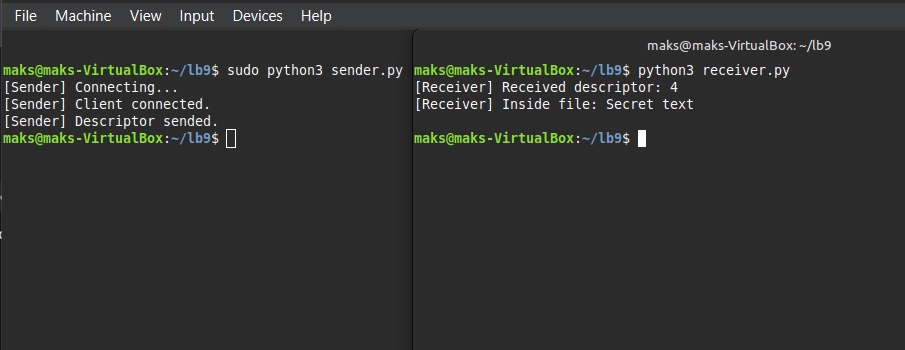 File Machine View Input Devices Help
maks@maks-VirtualBox:~/lb9$ sudo python3 sender.py
[Sender] Connecting...
[Sender] Client connected.
[Sender] Descriptor sended.
maks@maks-VirtualBox:~/lb9$
maks@maks-VirtualBox: ~/lb9
maks@maks-VirtualBox:~/lb9$ python3 receiver.py
[Receiver] Received descriptor: 4
[Receiver] Inside file: Secret text
maks@maks-VirtualBox:~/lb9$